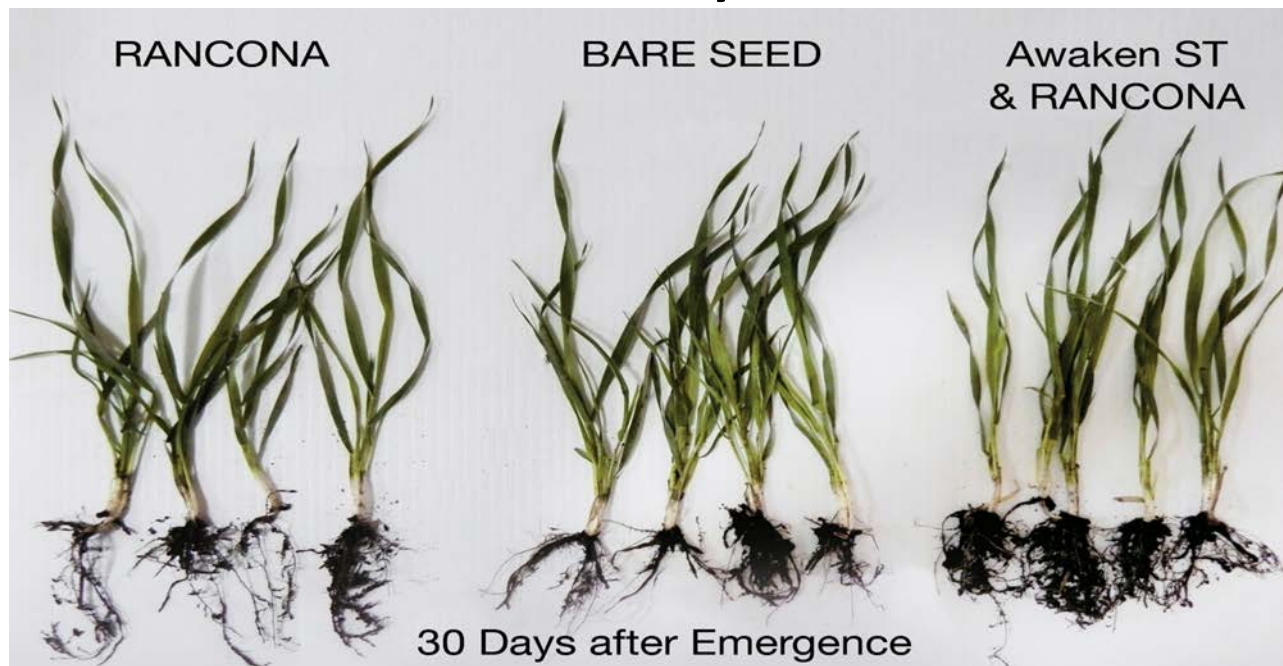 RANCONA
BARE SEED
Awaken ST
& RANCONA
30 Days after Emergence